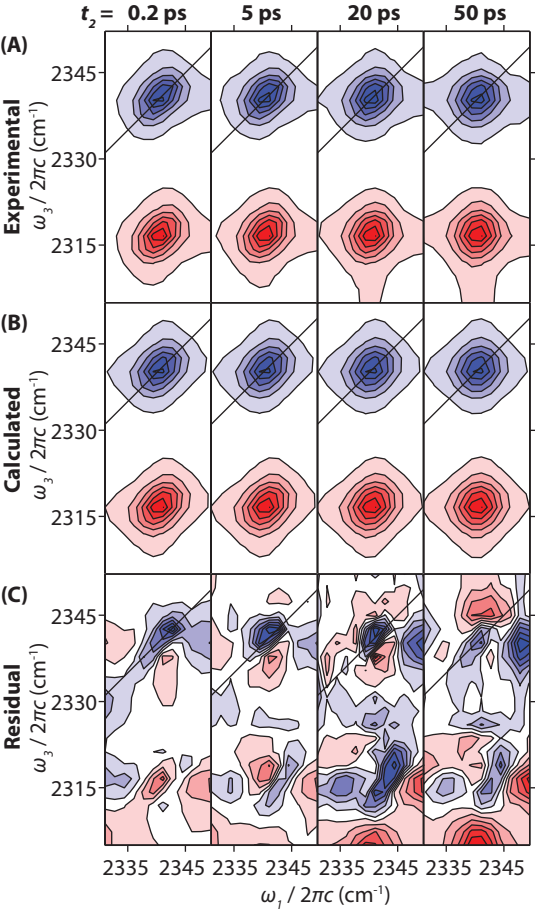 t₂ = 0.2 ps 5 ps 20 ps 50 ps
(A)
Experimental
ω₃ / 2πc (cm⁻¹)
2345
2330
2315
(B)
Calculated
ω₃ / 2πc (cm⁻¹)
2345
2330
2315
(C)
Residual
ω₃ / 2πc (cm⁻¹)
2345
2330
2315
2335 2345 2335 2345 2335 2345 2335 2345
ω₁ / 2πc (cm⁻¹)